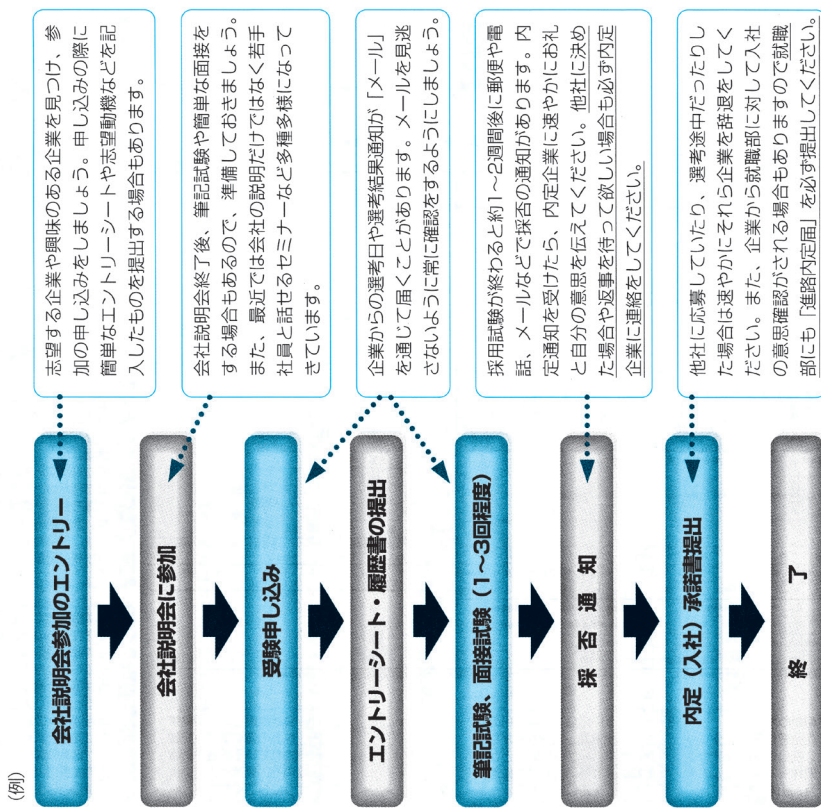 (例)
会社説明会参加のエントリー
志望する企業や興味のある企業を見つけ、参
加の申し込みをしましょう。申し込みの際に
簡単なエントリーシートや志望動機などを記
入したものを提出する場合もあります。
会社説明会に参加
会社説明会終了後、筆記試験や簡単な面接を
する場合もあるので、準備しておきましょう。
また、最近では会社の説明だけではなく若手
社員と話せるセミナーなど多種多様になって
きています。
受験申し込み
企業からの選考日や選考結果通知が「メール」
を通じて届くことがあります。メールを見逃
さないように常に確認をするようにしましょう。
エントリーシート・履歴書の提出
筆記試験、面接試験（1～3回程度）
採否通知
採用試験が終わると約1～2週間後に郵便や電
話、メールなどで採否の通知があります。内
定通知を受けたら、内定企業に速やかにお礼
と自分の意思を伝えてください。他社に決め
た場合や返事を待って欲しい場合も必ず内定
企業に連絡をしてください。
内定（入社）承諾書提出
他社に応募していたり、選考途中だったりし
た場合は速やかにそれら企業を辞退をしてく
ださい。また、企業から就職部に対して入社
の意思確認がされる場合もありますので就職
部にも「進路内定届」を必ず提出してください。
終了